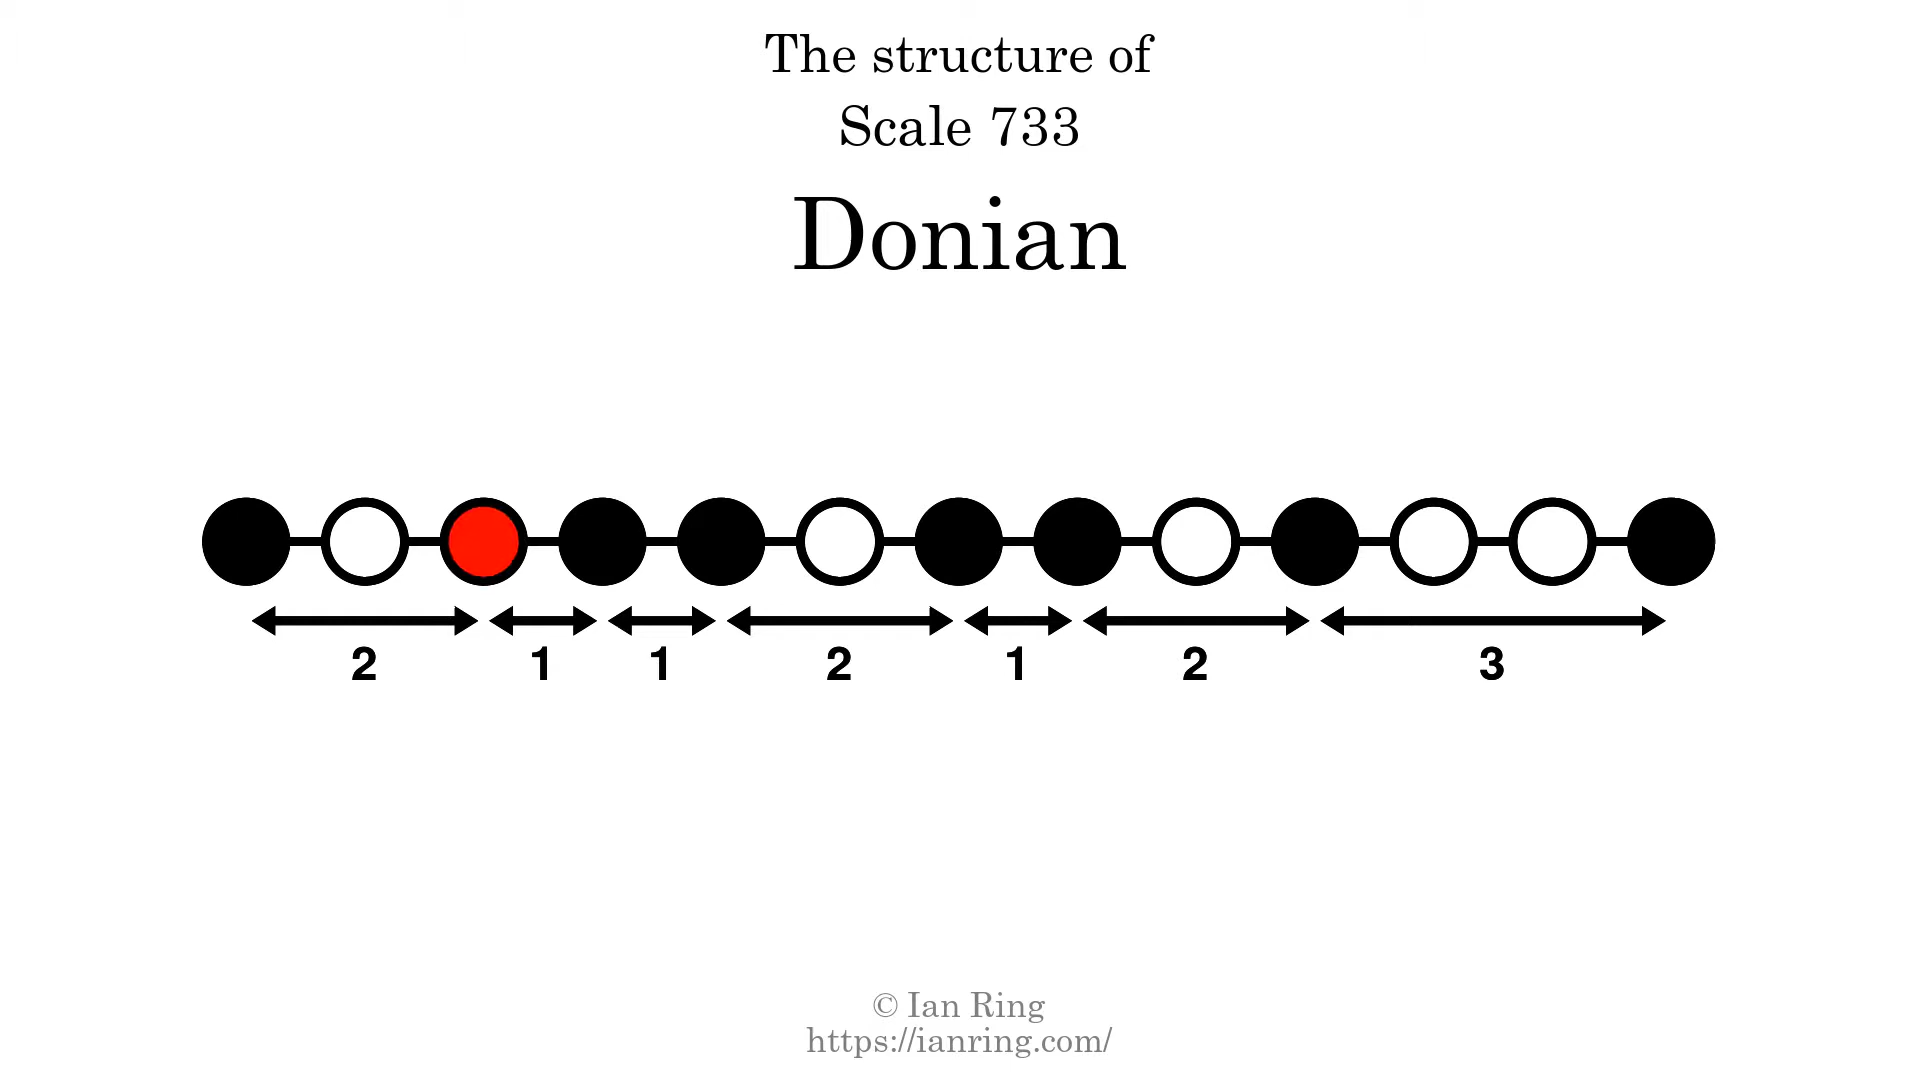 The structure of
Scale 733
Donian
2 1 1 2 1 2 3
© Ian Ring
https://ianring.com/